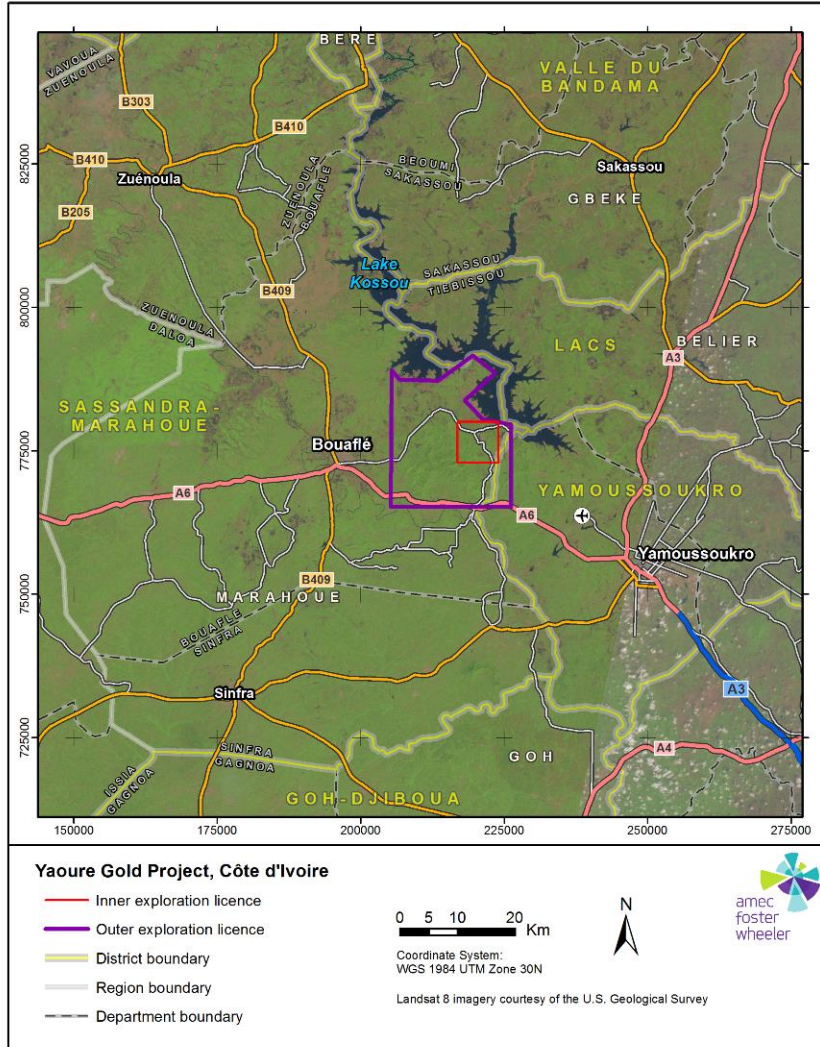 BERE
VAVOUA
ZUENOULA
VALLE DU
BANDAMA
B303
B410
825000
B410
BEOUMI
SAKASSOU
Sakassou
Zuénoula
ZUENOULA
BOUAFLE
GBEKE
B205
Lake
Kossou
SAKASSOU
TIEBISSOU
B409
800000
ZUENOULA
DALOA
LACS
BELIER
A3
SASSANDRA-
MARAHOUE
Bouaflé
775000
A6
YAMOUSSOUKRO
A6
Yamoussoukro
B409
750000
MARAHOUE
BOUAFLE
SINFRA
Sinfra
A3
725000
SINFRA
GAGNOA
GOH
A4
ISSIA
GAGNOA
GOH-DJIBOUA
150000 175000 200000 225000 250000 275000
Yaoure Gold Project, Côte d'Ivoire
Inner exploration licence
Outer exploration licence
District boundary
Region boundary
Department boundary
0 5 10 20
Km
Coordinate System:
WGS 1984 UTM Zone 30N
Landsat 8 imagery courtesy of the U.S. Geological Survey
N
amec
foster
wheeler